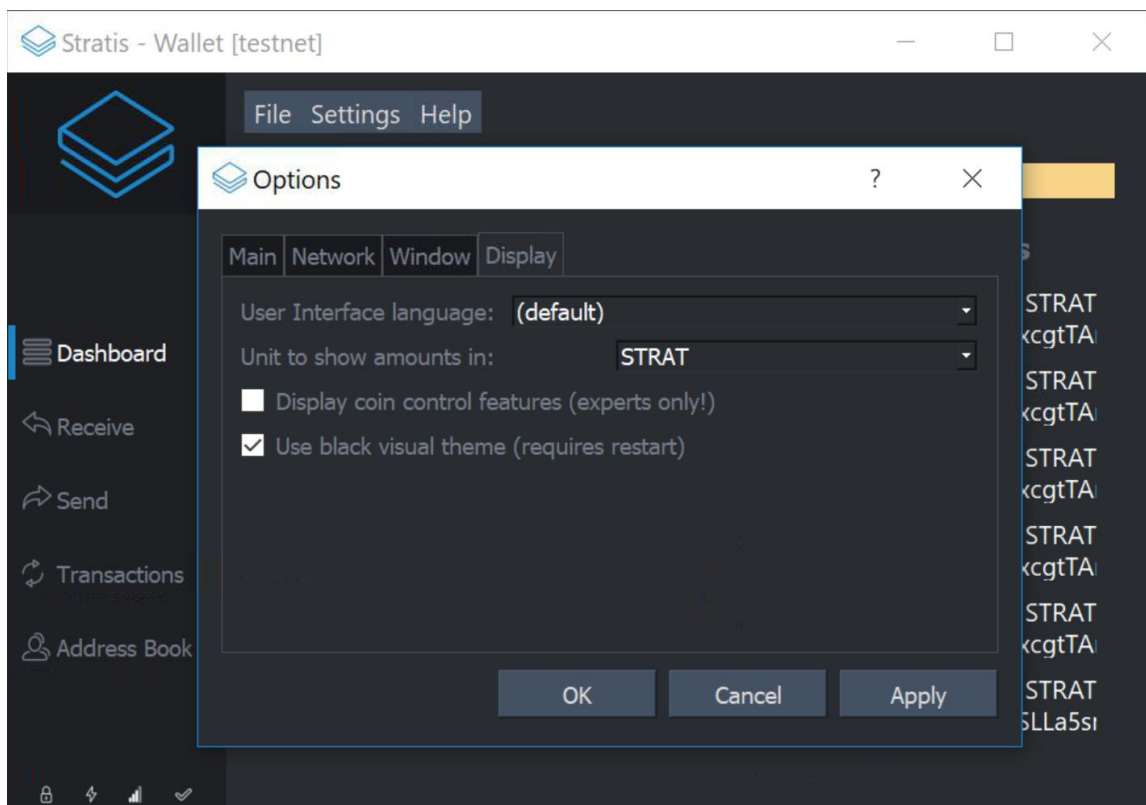 Stratis - Wallet [testnet]
File Settings Help
Options
?
Main Network Window Display
User Interface language: (default)
Unit to show amounts in: STRAT
Display coin control features (experts only!)
Use black visual theme (requires restart)
OK Cancel Apply
Dashboard
Receive
Send
Transactions
Address Book
STRAT
STRAT
STRAT
STRAT
STRAT
STRAT